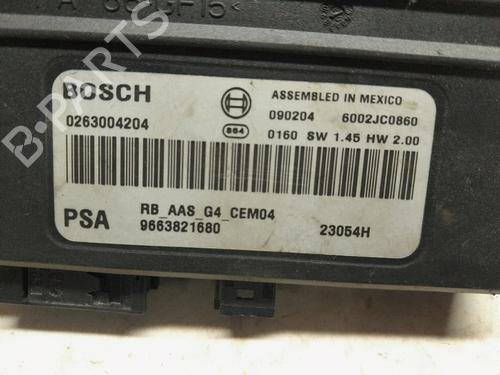 BOSCH
ASSEMBLED IN MEXICO
0263004204
090204 6002JC0860
864
0160 SW 1.45 HW 2.00
PSA
RB_AAS_G4_CEM04
9663821680
23054H
B-Parts